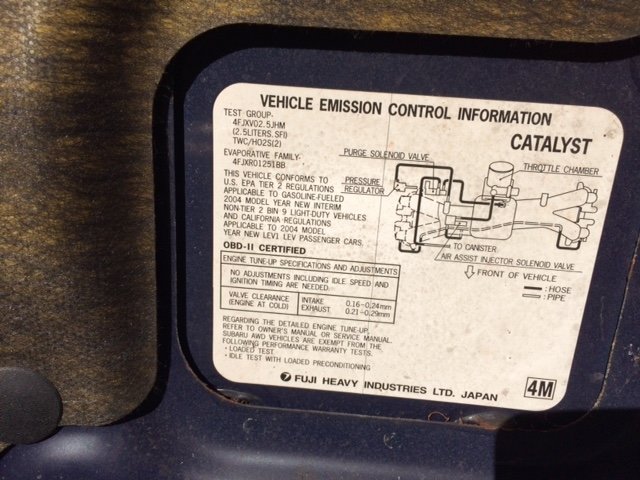 VEHICLE EMISSION CONTROL INFORMATION
TEST GROUP:
4FJXV02.5JHM
(2.5LITERS, SFI)
TWC/HO2S(2)
EVAPORATIVE FAMILY:
4FJXR01251BB
THIS VEHICLE CONFORMS TO
U.S. EPA TIER 2 REGULATIONS
APPLICABLE TO GASOLINE-FUELED
2004 MODEL YEAR NEW INTERIM
NON-TIER 2 BIN 9 LIGHT-DUTY VEHICLES
AND CALIFORNIA REGULATIONS
APPLICABLE TO 2004 MODEL
YEAR NEW LEV1 LEV PASSENGER CARS.
OBD-II CERTIFIED
CATALYST
PURGE SOLENOID VALVE
THROTTLE CHAMBER
PRESSURE
REGULATOR
TO CANISTER
AIR ASSIST INJECTOR SOLENOID VALVE
FRONT OF VEHICLE
: HOSE
: PIPE
ENGINE TUNE-UP SPECIFICATIONS AND ADJUSTMENTS
NO ADJUSTMENTS INCLUDING IDLE SPEED AND
IGNITION TIMING ARE NEEDED.
VALVE CLEARANCE INTAKE 0.16-0.24mm
(ENGINE AT COLD) EXHAUST 0.21-0.29mm
REGARDING THE DETAILED ENGINE TUNE-UP,
REFER TO OWNER'S MANUAL OR SERVICE MANUAL.
SUBARU AWD VEHICLES ARE EXEMPT FROM THE
FOLLOWING PERFORMANCE WARRANTY TESTS.
・LOADED TEST
・IDLE TEST WITH LOADED PRECONDITIONING
FUJI HEAVY INDUSTRIES LTD. JAPAN
4M